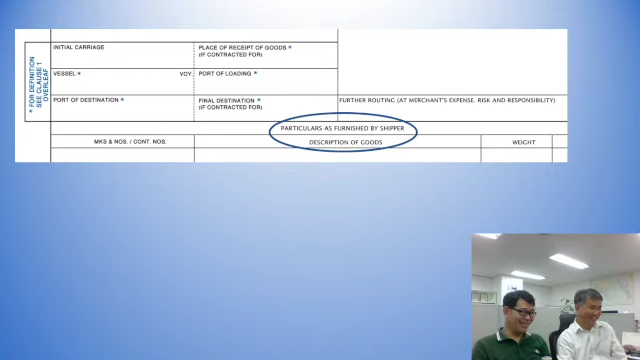 * FOR DEFINITION
SEE CLAUSE 1
OVERLEAF
INITIAL CARRIAGE
PLACE OF RECEIPT OF GOODS *
(IF CONTRACTED FOR)
VESSEL * VOY. PORT OF LOADING *
PORT OF DESTINATION *
FINAL DESTINATION *
(IF CONTRACTED FOR)
FURTHER ROUTING (AT MERCHANT'S EXPENSE, RISK AND RESPONSIBILITY)
PARTICULARS AS FURNISHED BY SHIPPER
MKS & NOS. / CONT. NOS. DESCRIPTION OF GOODS WEIGHT